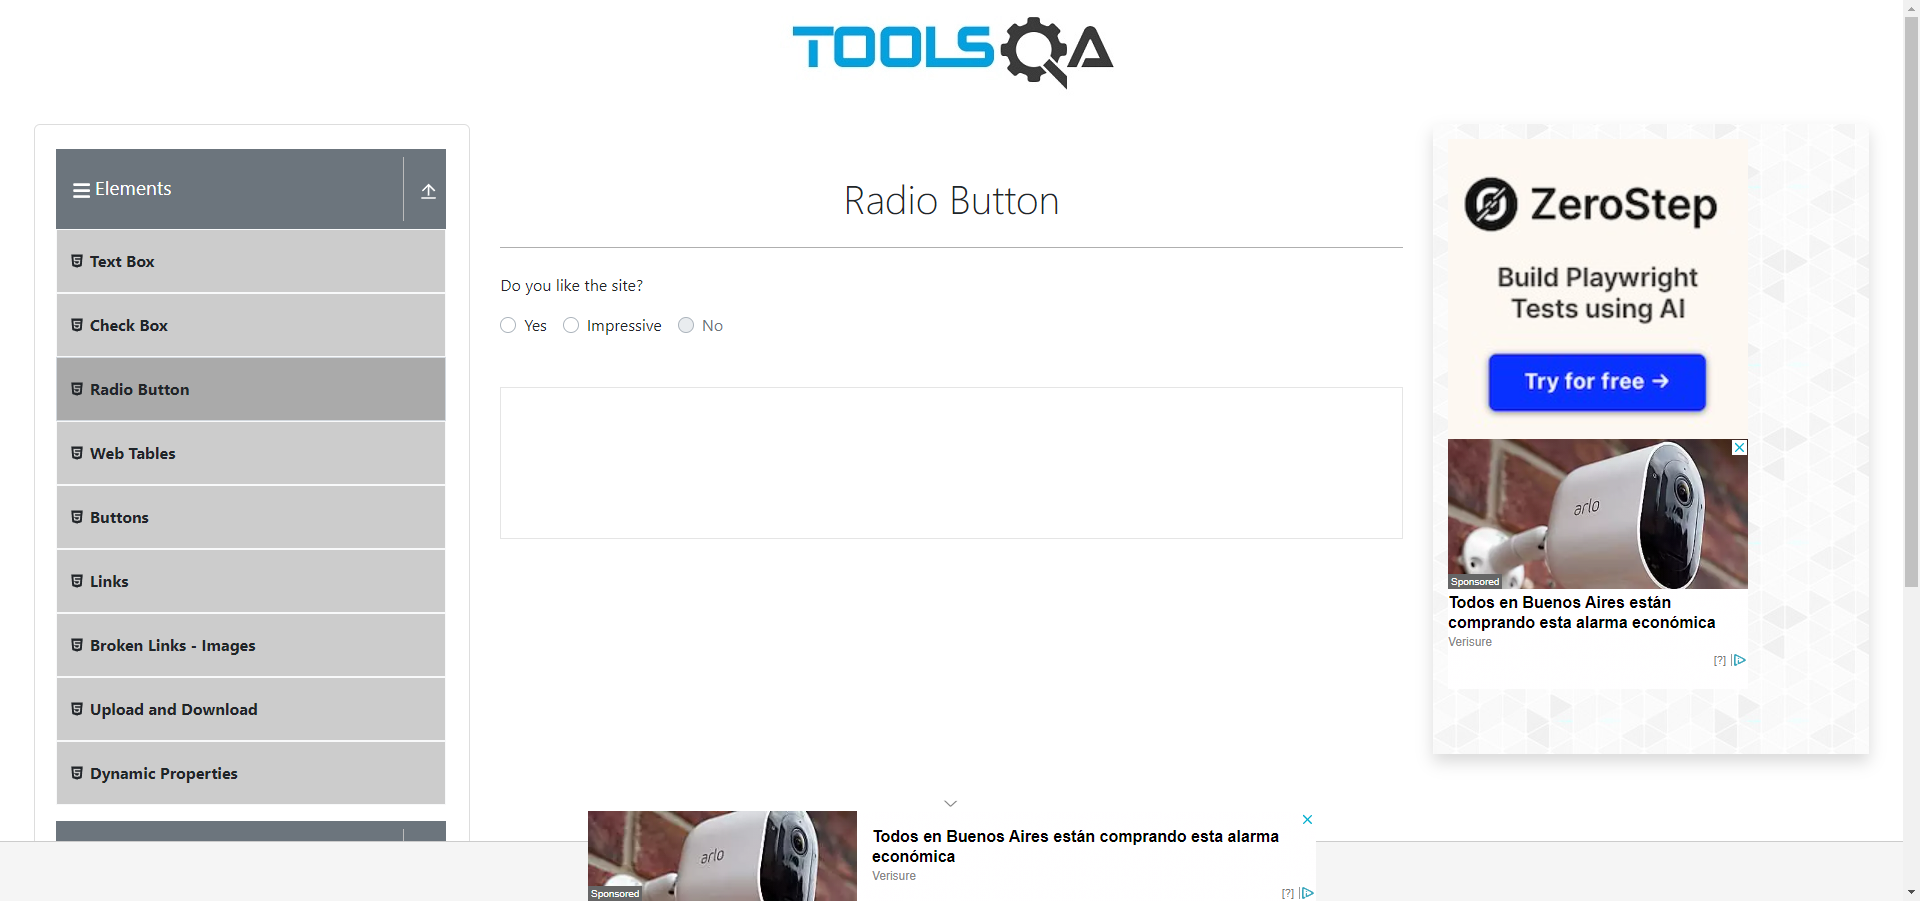 TOOLSQA
Elements
Text Box
Check Box
Radio Button
Web Tables
Buttons
Links
Broken Links - Images
Upload and Download
Dynamic Properties
Radio Button
Do you like the site?
Yes
Impressive
No
ZeroStep
Build Playwright
Tests using AI
Try for free →
arlo
Sponsored
Todos en Buenos Aires están
comprando esta alarma económica
Verisure
[?]
arlo
Sponsored
Todos en Buenos Aires están comprando esta alarma
económica
Verisure
[?]